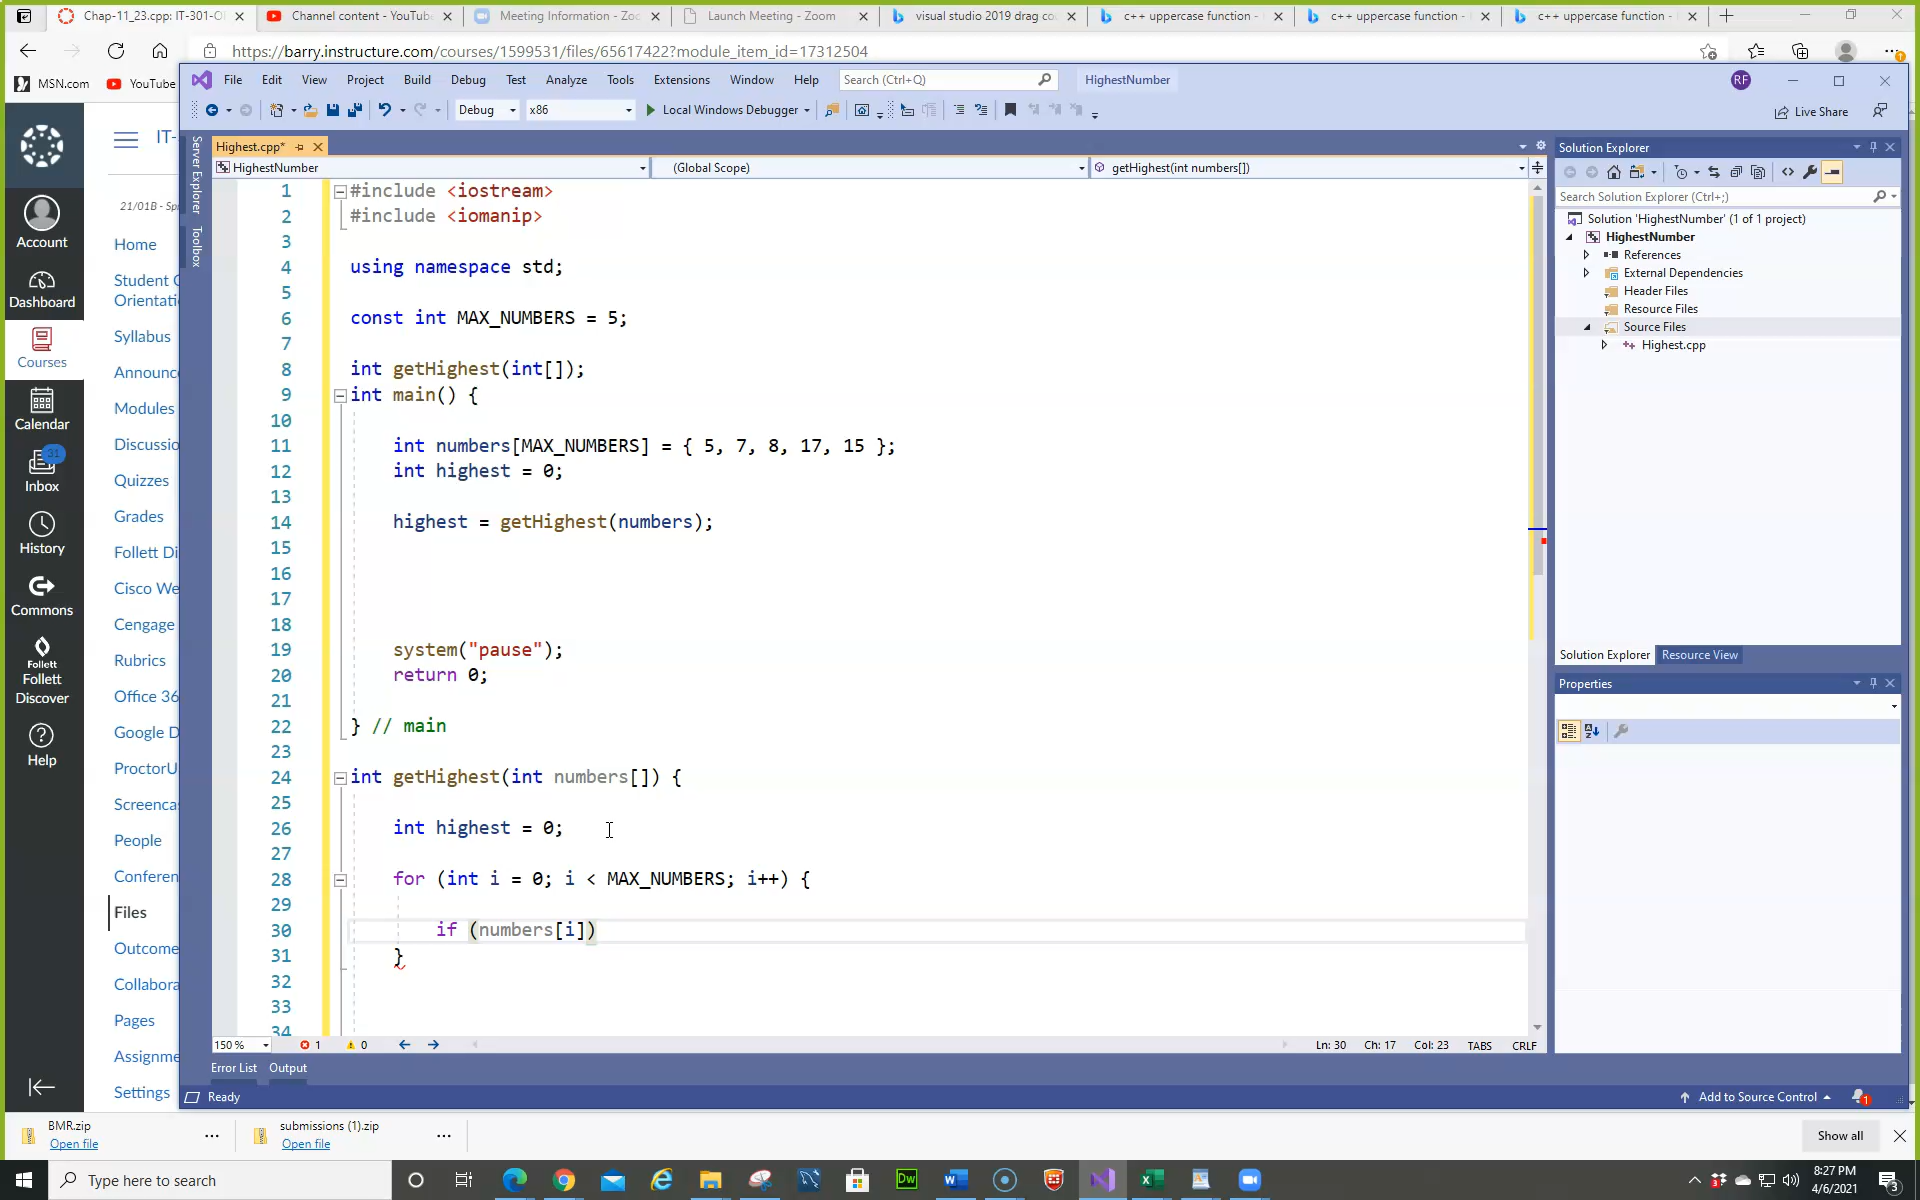 Chap-11_23.cpp: IT-301-O
Channel content - YouTube
Meeting Information - Zoo
Launch Meeting - Zoom
visual studio 2019 drag co
c++ uppercase function -
c++ uppercase function -
c++ uppercase function -
https://barry.instructure.com/courses/1599531/files/65617422?module_item_id=17312504
MSN.com
YouTube
File
Edit
View
Project
Build
Debug
Test
Analyze
Tools
Extensions
Window
Help
Search (Ctrl+Q)
HighestNumber
RF
Debug
x86
Local Windows Debugger
Live Share
IT-
21/01B - Sp
Account
Dashboard
Courses
Calendar
31
Inbox
History
Commons
Follett
Follett
Discover
Help
Home
Student O
Orientati
Syllabus
Announc
Modules
Discussio
Quizzes
Grades
Follett Di
Cisco We
Cengage
Rubrics
Office 36
Google D
ProctorU
Screencas
People
Conferen
Files
Outcome
Collabora
Pages
Assignme
Settings
Server Explorer
Toolbox
Highest.cpp*
HighestNumber
(Global Scope)
getHighest(int numbers[])
1 #include <iostream>
2 #include <iomanip>
3
4 using namespace std;
5
6 const int MAX_NUMBERS = 5;
7
8 int getHighest(int[]);
9 int main() {
10
11 int numbers[MAX_NUMBERS] = { 5, 7, 8, 17, 15 };
12 int highest = 0;
13
14 highest = getHighest(numbers);
15
16
17
18
19 system("pause");
20 return 0;
21
22 } // main
23
24 int getHighest(int numbers[]) {
25
26 int highest = 0;
27
28 for (int i = 0; i < MAX_NUMBERS; i++) {
29
30 if (numbers[i])
31 }
32
33
34
150 %
1
0
Ln: 30
Ch: 17
Col: 23
TABS
CRLF
Error List
Output
Ready
Add to Source Control
1
Solution Explorer
Search Solution Explorer (Ctrl+;)
Solution 'HighestNumber' (1 of 1 project)
HighestNumber
References
External Dependencies
Header Files
Resource Files
Source Files
Highest.cpp
Solution Explorer
Resource View
Properties
BMR.zip
Open file
submissions (1).zip
Open file
Show all
Type here to search
8:27 PM
4/6/2021
3